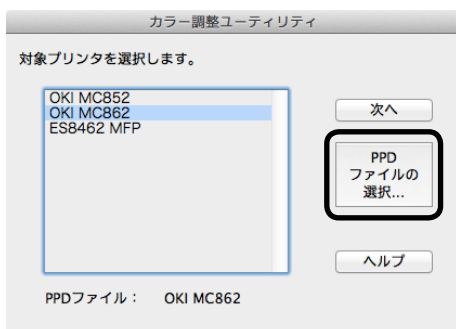 カラー調整ユーティリティ
対象プリンタを選択します。
OKI MC852
OKI MC862
ES8462 MFP
次へ
PPD
ファイルの
選択...
ヘルプ
PPDファイル： OKI MC862